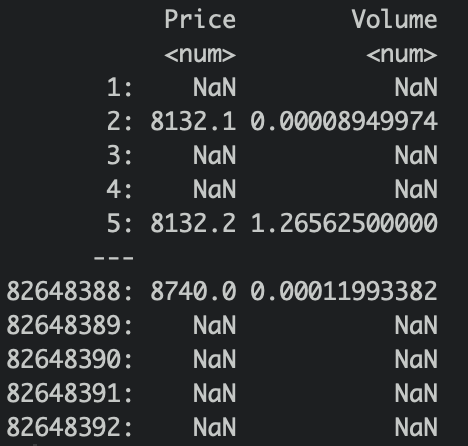 Price Volume
<num> <num>
1: NaN NaN
2: 8132.1 0.00008949974
3: NaN NaN
4: NaN NaN
5: 8132.2 1.26562500000
---
82648388: 8740.0 0.00011993382
82648389: NaN NaN
82648390: NaN NaN
82648391: NaN NaN
82648392: NaN NaN